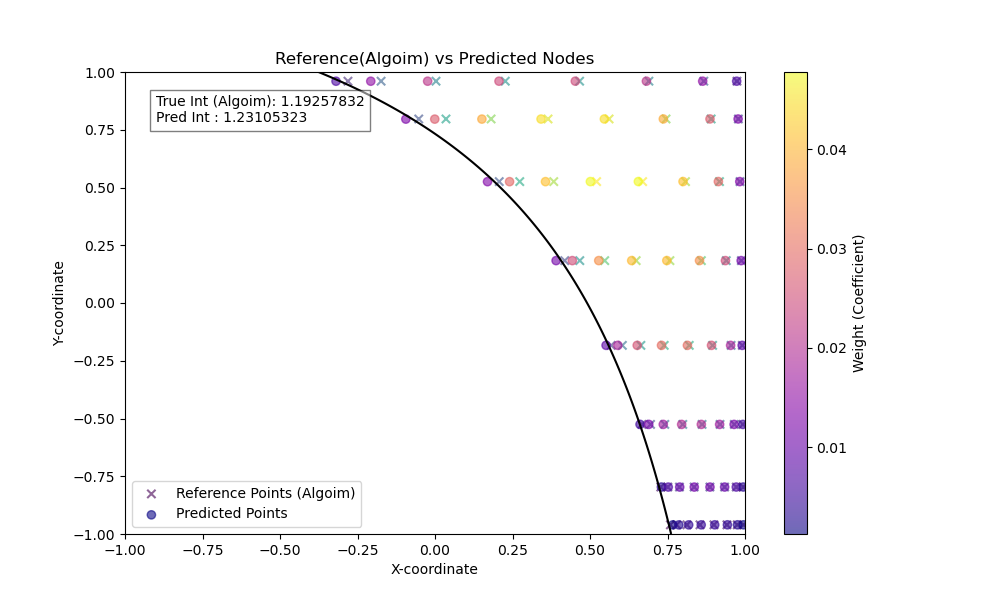 Reference(Algoim) vs Predicted Nodes
1.00
0.75
0.50
0.25
0.00
−0.25
−0.50
−0.75
−1.00
Y-coordinate
True Int (Algoim): 1.19257832
Pred Int : 1.23105323
Reference Points (Algoim)
Predicted Points
−1.00 −0.75 −0.50 −0.25 0.00 0.25 0.50 0.75 1.00
X-coordinate
0.04
0.03
0.02
0.01
Weight (Coefficient)